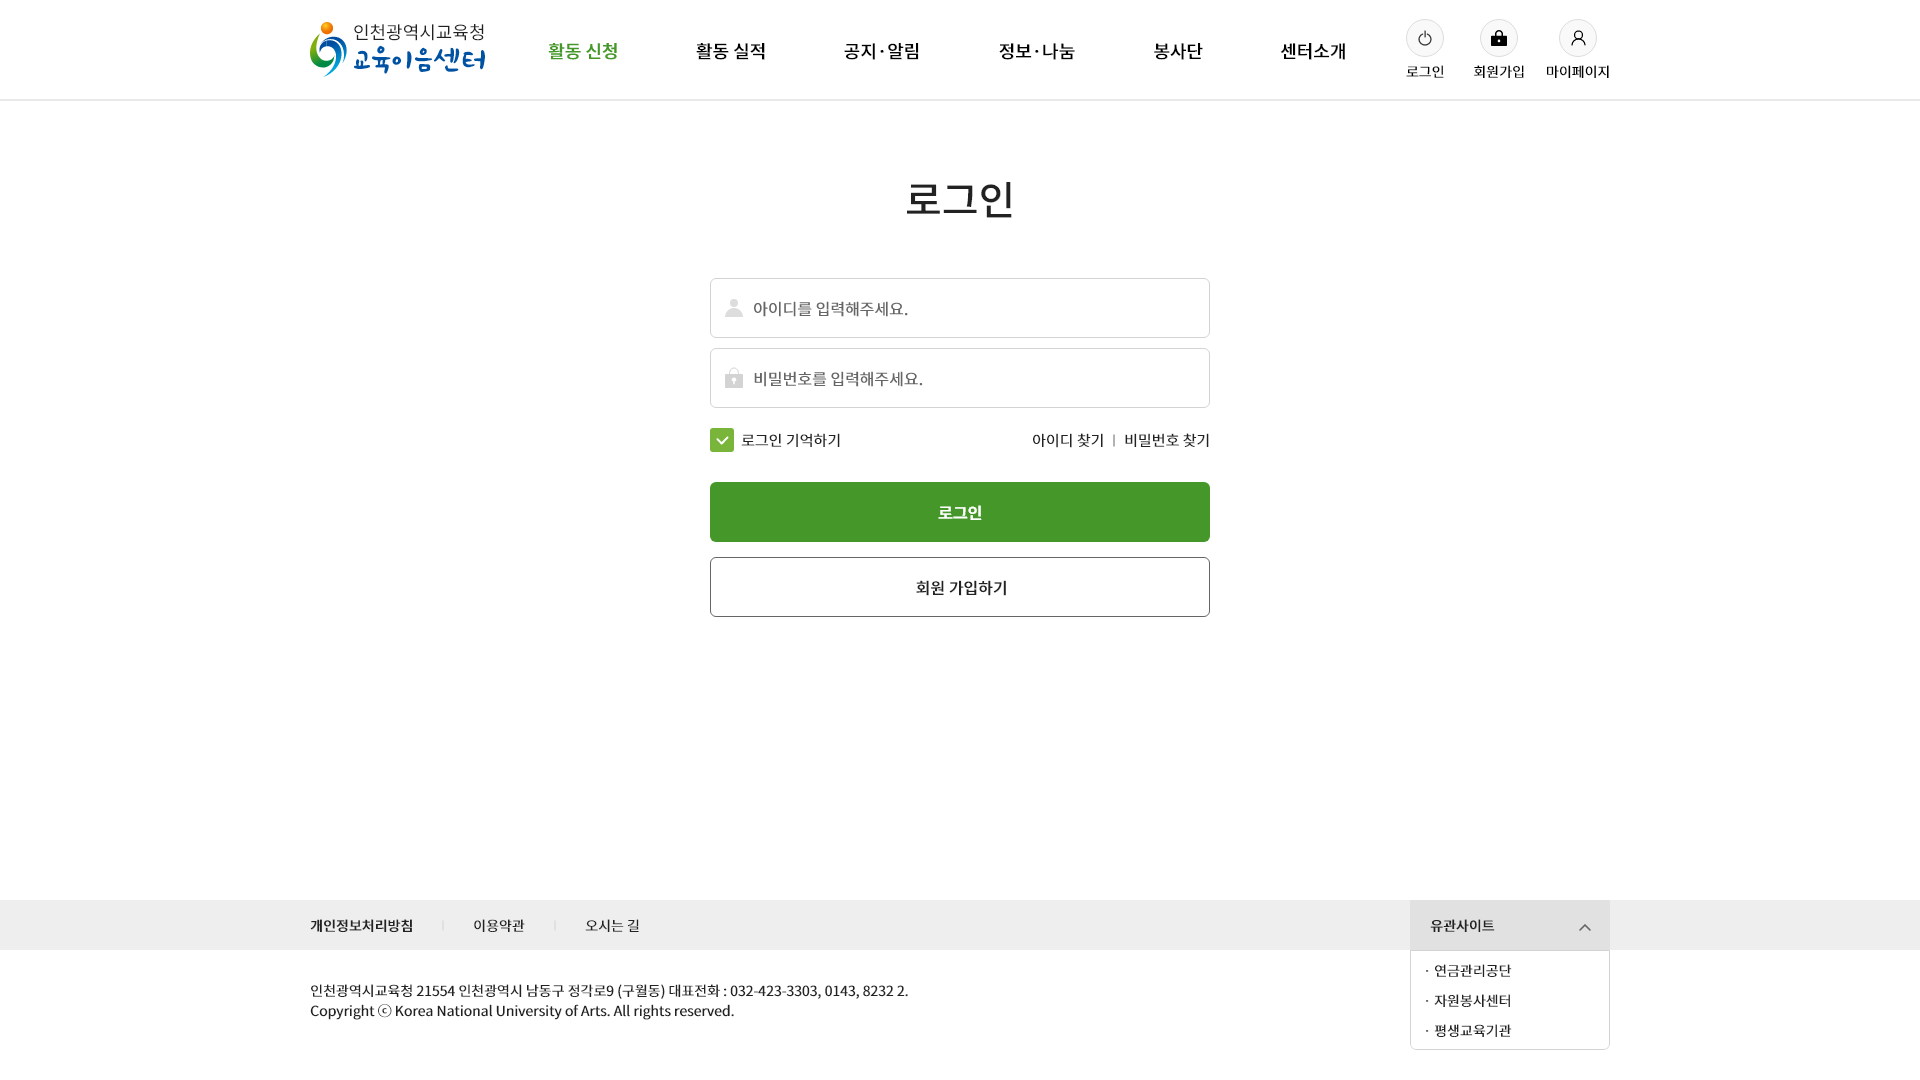 인천광역시교육청
교육이음센터
활동 신청
활동 실적
공지·알림
정보·나눔
봉사단
센터소개
로그인
회원가입
마이페이지
로그인
아이디를 입력해주세요.
비밀번호를 입력해주세요.
로그인 기억하기
아이디 찾기 | 비밀번호 찾기
로그인
회원 가입하기
개인정보처리방침 | 이용약관 | 오시는 길
유관사이트
· 연금관리공단
· 자원봉사센터
· 평생교육기관
인천광역시교육청 21554 인천광역시 남동구 정각로9 (구월동) 대표전화 : 032-423-3303, 0143, 8232 2.
Copyright ⓒ Korea National University of Arts. All rights reserved.